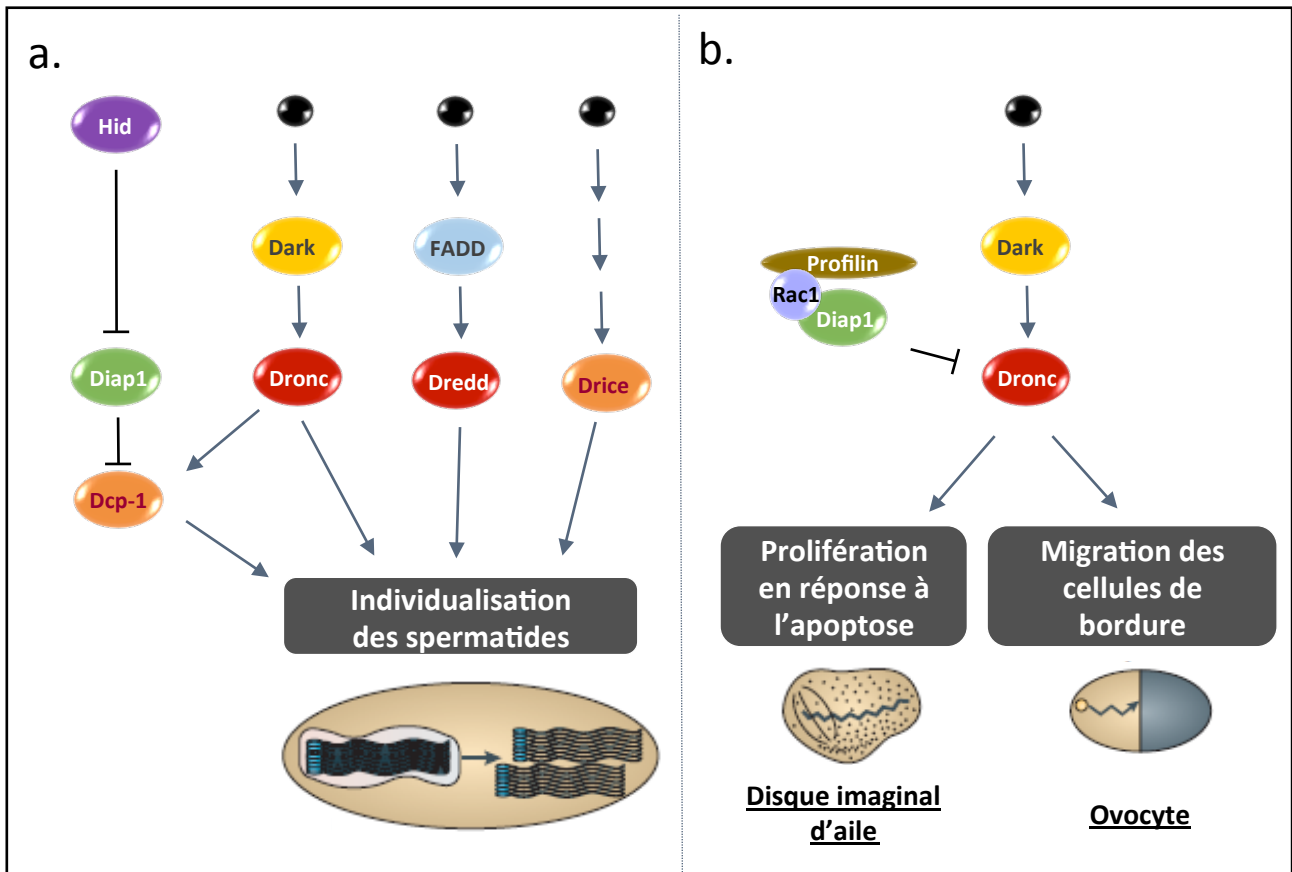 a.
Hid
Dark
FADD
Diap1
Dronc
Dredd
Drice
Dcp-1
Individualisation
des spermatides
b.
Dark
Profilin
Rac1
Diap1
Dronc
Prolifération
en réponse à
l’apoptose
Migration des
cellules de
bordure
Disque imaginal
d’aile
Ovocyte